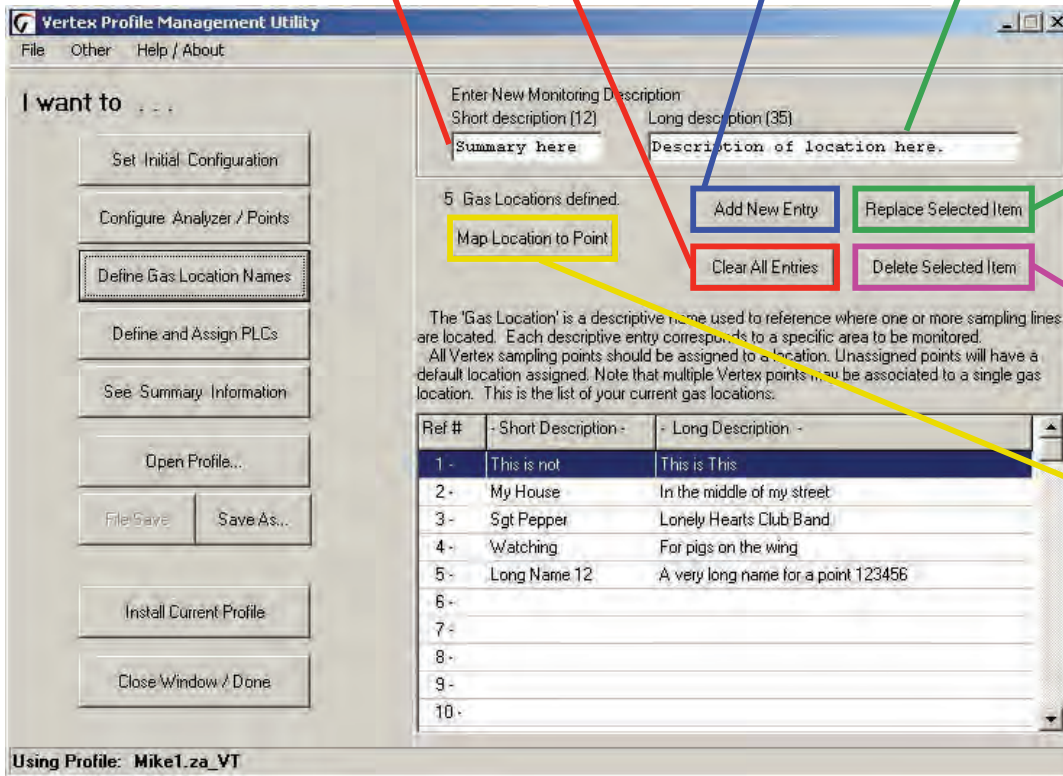 Vertex Profile Management Utility
File Other Help / About
I want to ...
Set Initial Configuration
Configure Analyzer / Points
Define Gas Location Names
Define and Assign PLCs
See Summary Information
Open Profile...
File Save Save As...
Install Current Profile
Close Window / Done
Enter New Monitoring Description
Short description (12) Long description (35)
Summary here Description of location here.
5 Gas Locations defined.
Add New Entry Replace Selected Item
Map Location to Point
Clear All Entries Delete Selected Item
The 'Gas Location' is a descriptive name used to reference where one or more sampling lines
are located. Each descriptive entry corresponds to a specific area to be monitored.
All Vertex sampling points should be assigned to a location. Unassigned points will have a
default location assigned. Note that multiple Vertex points may be associated to a single gas
location. This is the list of your current gas locations.
Ref # - Short Description - - Long Description -
1 - This is not This is This
2 - My House In the middle of my street
3 - Sgt Pepper Lonely Hearts Club Band
4 - Watching For pigs on the wing
5 - Long Name 12 A very long name for a point 123456
6 -
7 -
8 -
9 -
10 -
Using Profile: Mike1.za_VT